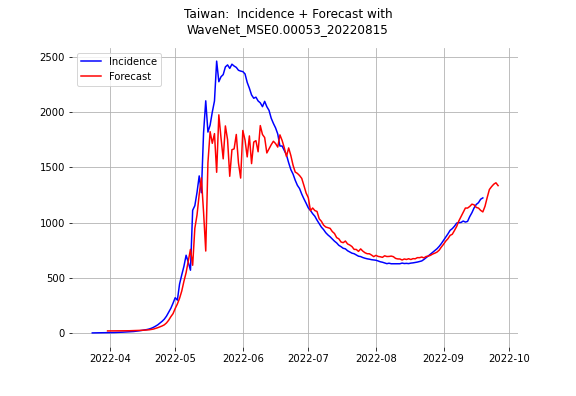 Taiwan:  Incidence + Forecast with
WaveNet_MSE0.00053_20220815
Incidence
Forecast
2500
2000
1500
1000
500
0
2022-04 2022-05 2022-06 2022-07 2022-08 2022-09 2022-10